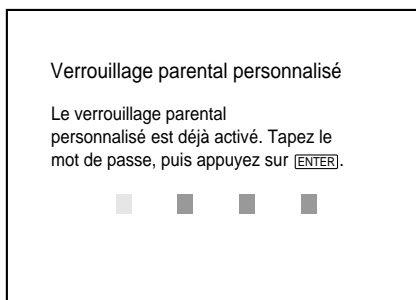 Verrouillage parental personnalisé
Le verrouillage parental
personnalisé est déjà activé. Tapez le
mot de passe, puis appuyez sur ENTER.